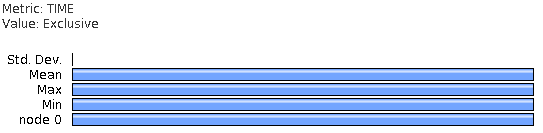 Metric: TIME
Value: Exclusive
Std. Dev.
Mean
Max
Min
node 0